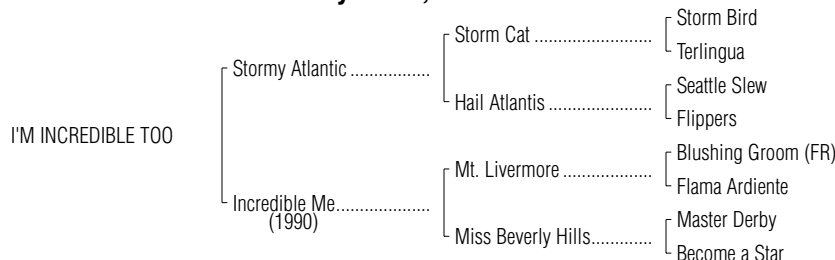 Storm Bird
Storm Cat ..............................
Terlingua
Stormy Atlantic ....................
Seattle Slew
Hail Atlantis ..........................
Flippers
I'M INCREDIBLE TOO
Blushing Groom (FR)
Mt. Livermore ......................
Flama Ardiente
Incredible Me........................
(1990)
Master Derby
Miss Beverly Hills.................
Become a Star